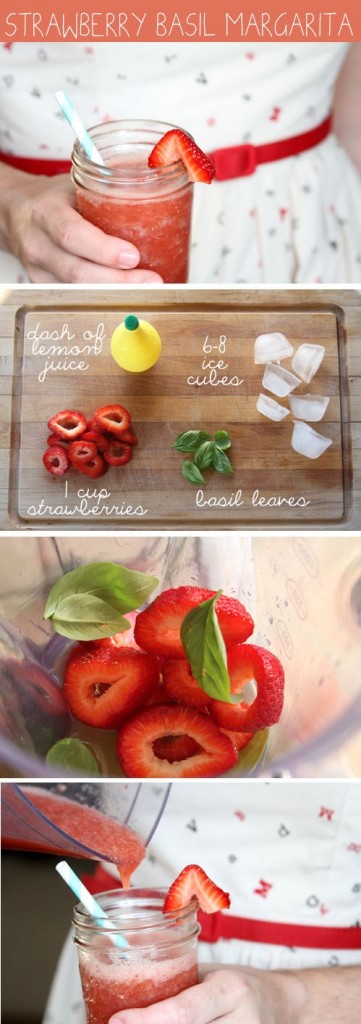 STRAWBERRY BASIL MARGARITA
dash of
lemon
juice
6-8
ice
cubes
1 cup
strawberries
basil leaves